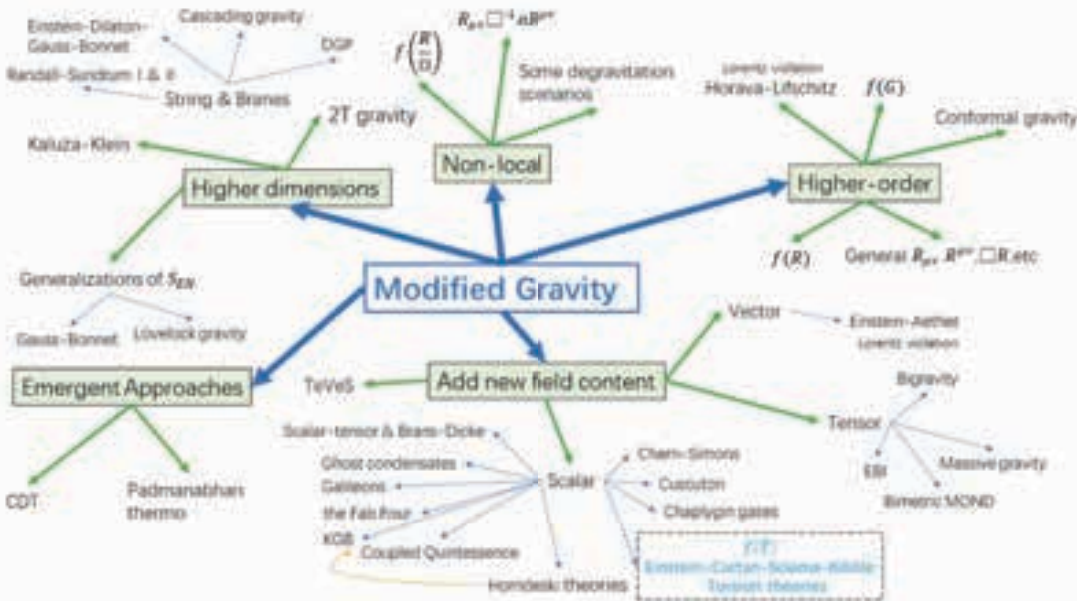 Cascading gravity
Einstein-Dilaton-
Gauss-Bonnet
DGP
Randall-Sundrum I & II
String & Branes
2T gravity
Kaluza-Klein
Higher dimensions
Generalizations of S_EH
Gauss-Bonnet
Lovelock gravity
f(R/□)
Some degravitation
scenarios
Non-local
Lorentz violation
Horava-Lifschitz
f(G)
Conformal gravity
Higher-order
f(R)
General R_μν R^μν, □R, etc
Modified Gravity
Emergent Approaches
CDT
Padmanabhan
thermo
Add new field content
TeVeS
Vector
Einstein-Aether
Lorentz violation
Tensor
Bigravity
EBI
Massive gravity
Bimetric MOND
Scalar
Scalar-tensor & Brans-Dicke
Ghost condensates
Galileons
the Fab Four
KGB
Coupled Quintessence
Horndeski theories
Chern-Simons
Cuscuton
Chaplygin gases
f(T)
Einstein-Cartan-Sciama-Kibble
Torsion theories